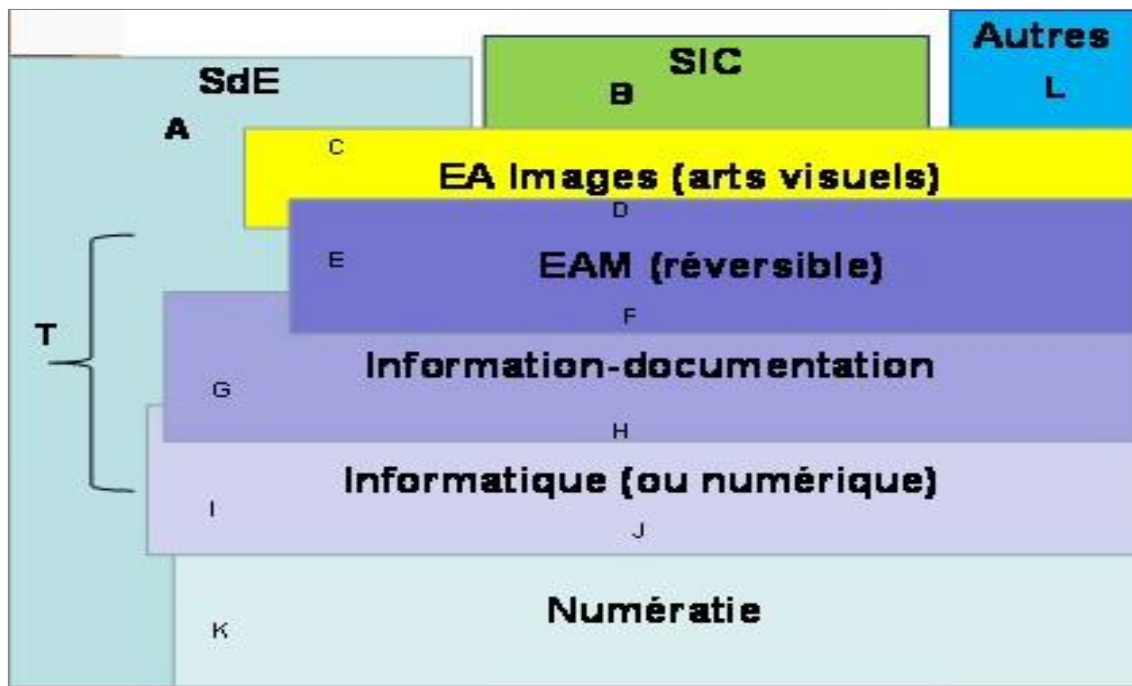 SdE
A
SIC
B
Autres
L
C
EA Images (arts visuels)
D
E
EAM (réversible)
F
T
Information-documentation
G
H
Informatique (ou numérique)
I
J
Numératie
K